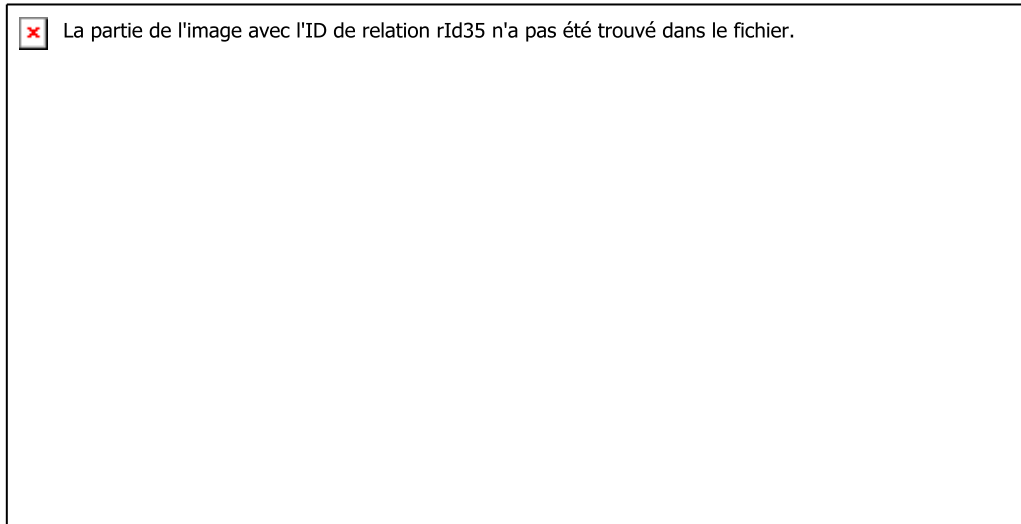 La partie de l'image avec l'ID de relation rId35 n'a pas été trouvé dans le fichier.